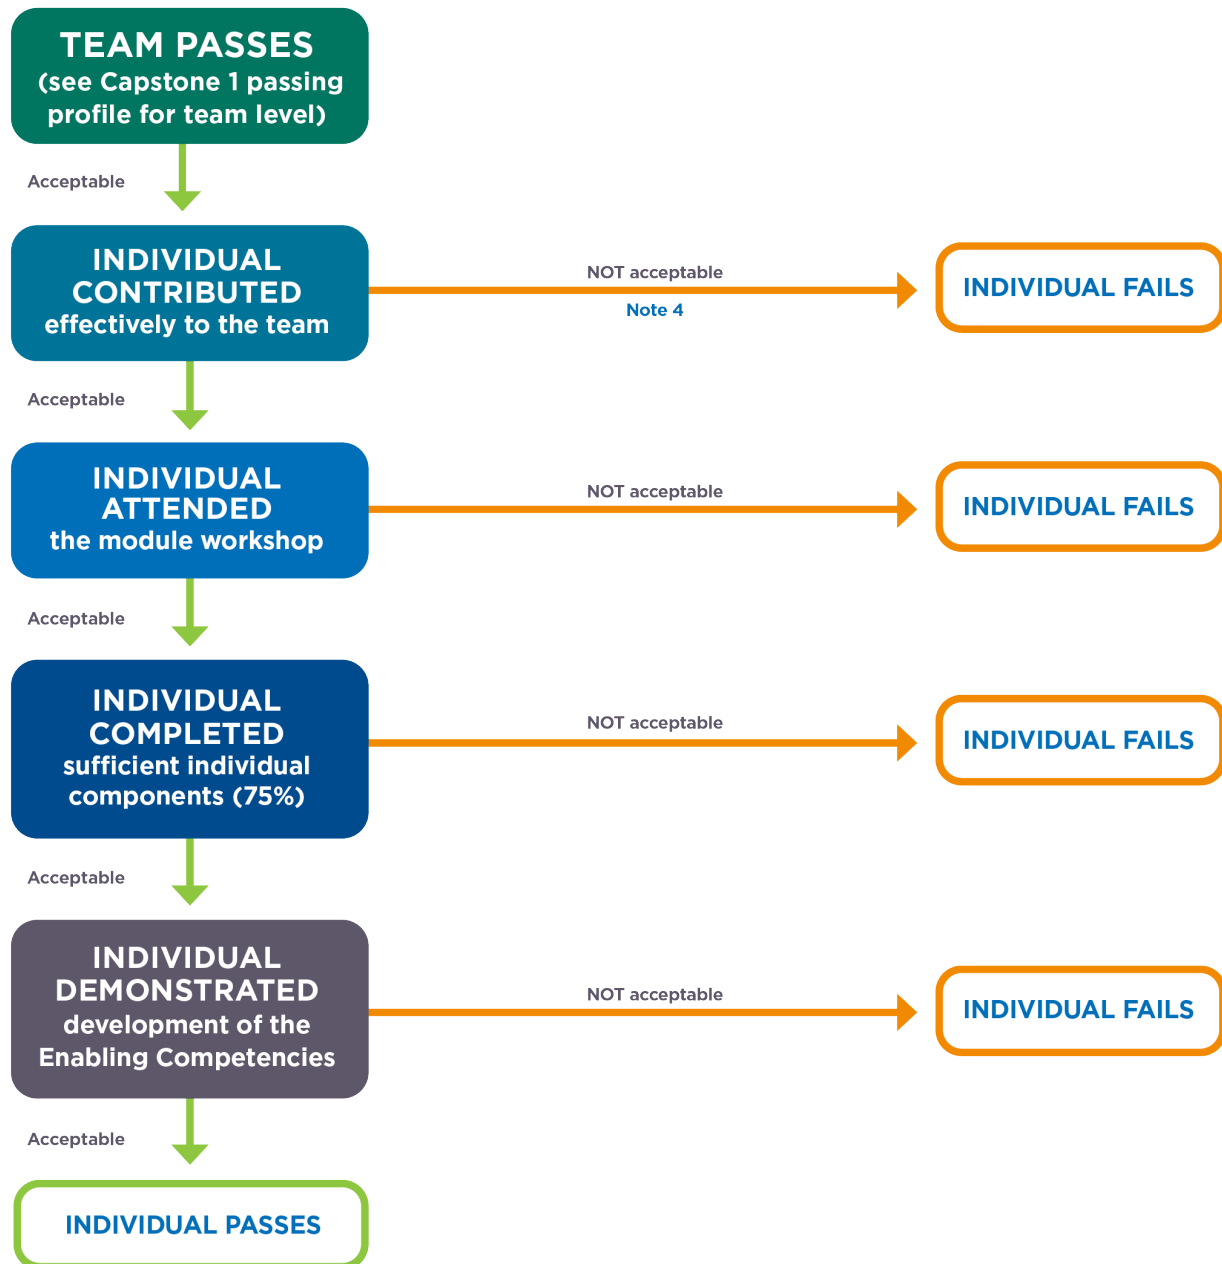 TEAM PASSES
(see Capstone 1 passing
profile for team level)
Acceptable
INDIVIDUAL
CONTRIBUTED
effectively to the team
NOT acceptable
Note 4
INDIVIDUAL FAILS
Acceptable
INDIVIDUAL
ATTENDED
the module workshop
NOT acceptable
INDIVIDUAL FAILS
Acceptable
INDIVIDUAL
COMPLETED
sufficient individual
components (75%)
NOT acceptable
INDIVIDUAL FAILS
Acceptable
INDIVIDUAL
DEMONSTRATED
development of the
Enabling Competencies
NOT acceptable
INDIVIDUAL FAILS
Acceptable
INDIVIDUAL PASSES